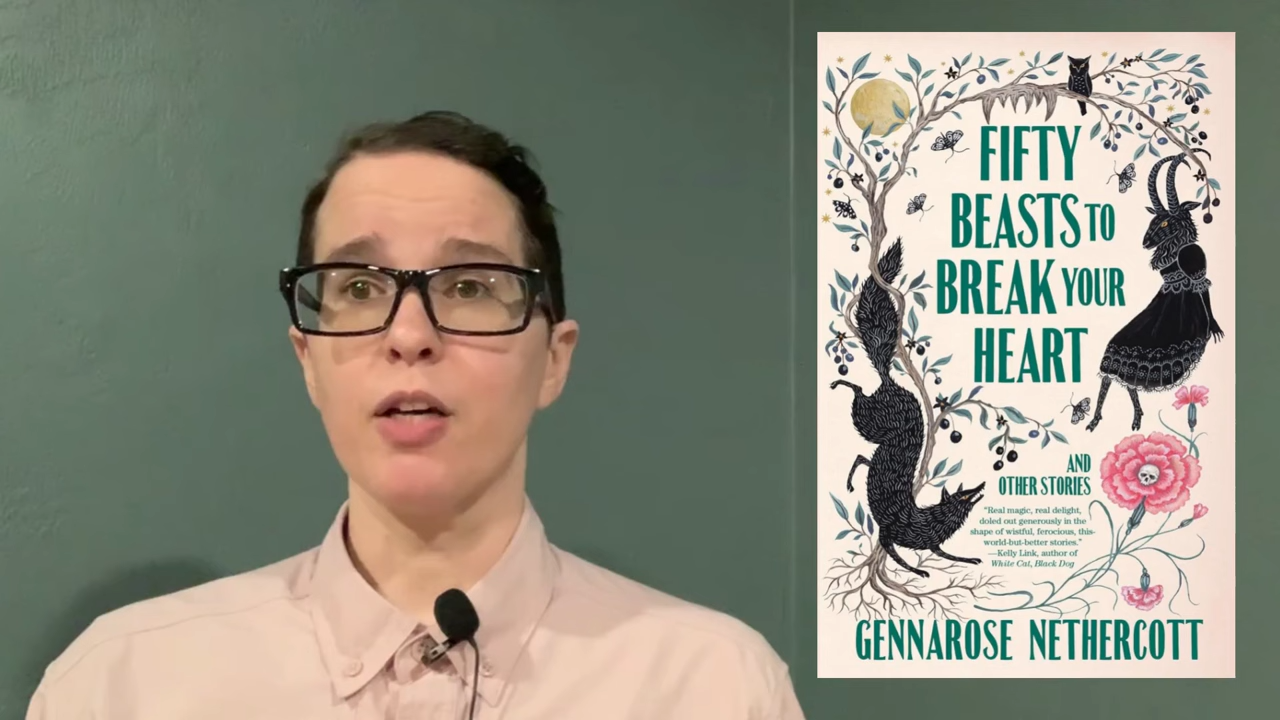 FIFTY
BEASTS TO
BREAK YOUR
HEART
AND
OTHER STORIES
"Real magic, real delight,
doled out generously in the
shape of wistful, ferocious, this-
world-but-better stories."
—Kelly Link, author of
White Cat, Black Dog
GENNAROSE NETHERCOTT